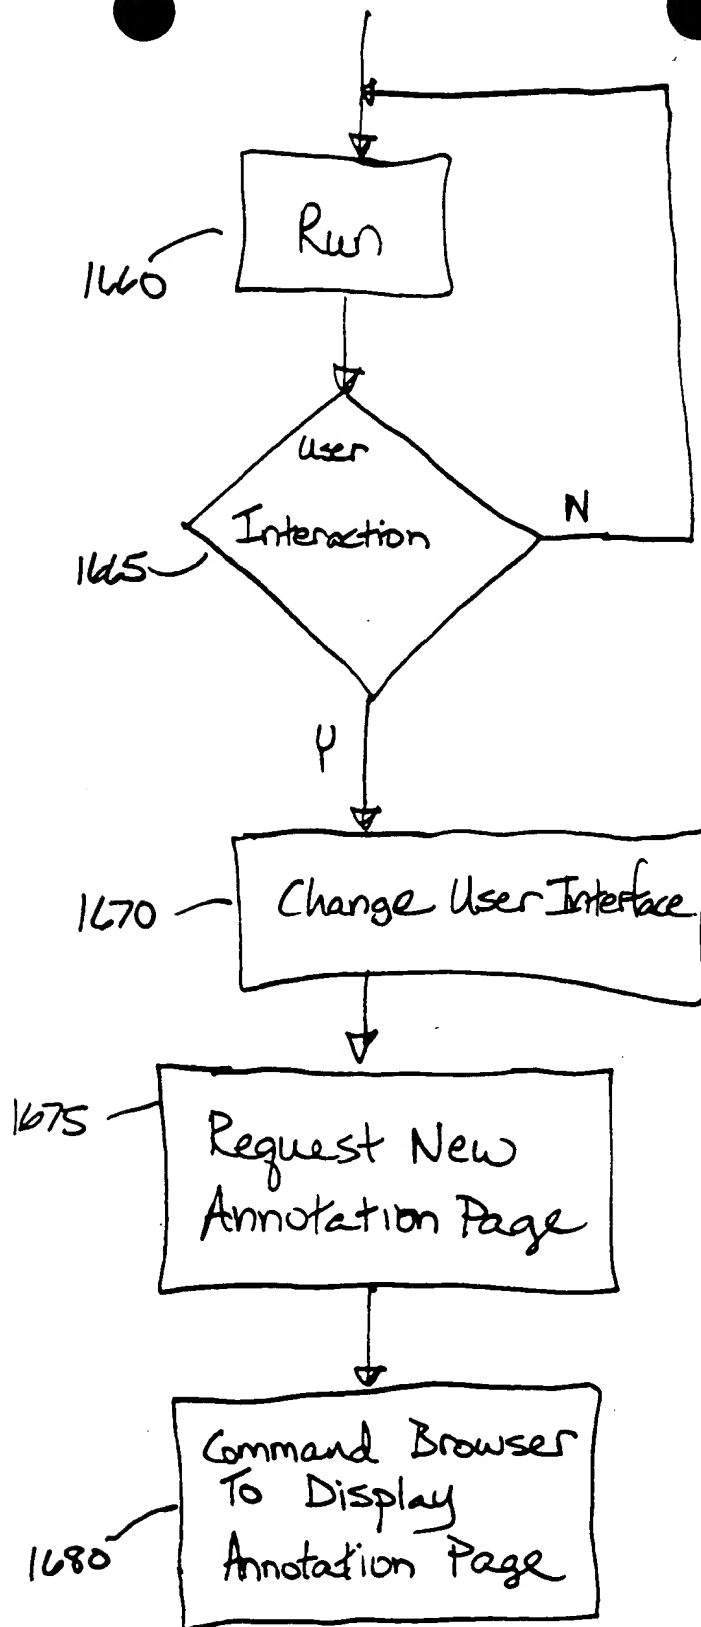 Run
1660
User
Interaction
N
1665
Y
Change User Interface
1670
1675
Request New
Annotation Page
Command Browser
To Display
Annotation Page
1680